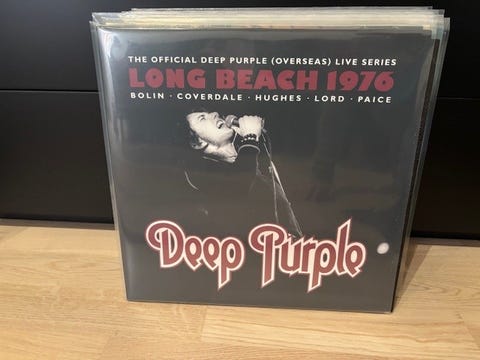 THE OFFICIAL DEEP PURPLE (OVERSEAS) LIVE SERIES
LONG BEACH 1976
BOLIN · COVERDALE · HUGHES · LORD · PAICE
Deep Purple